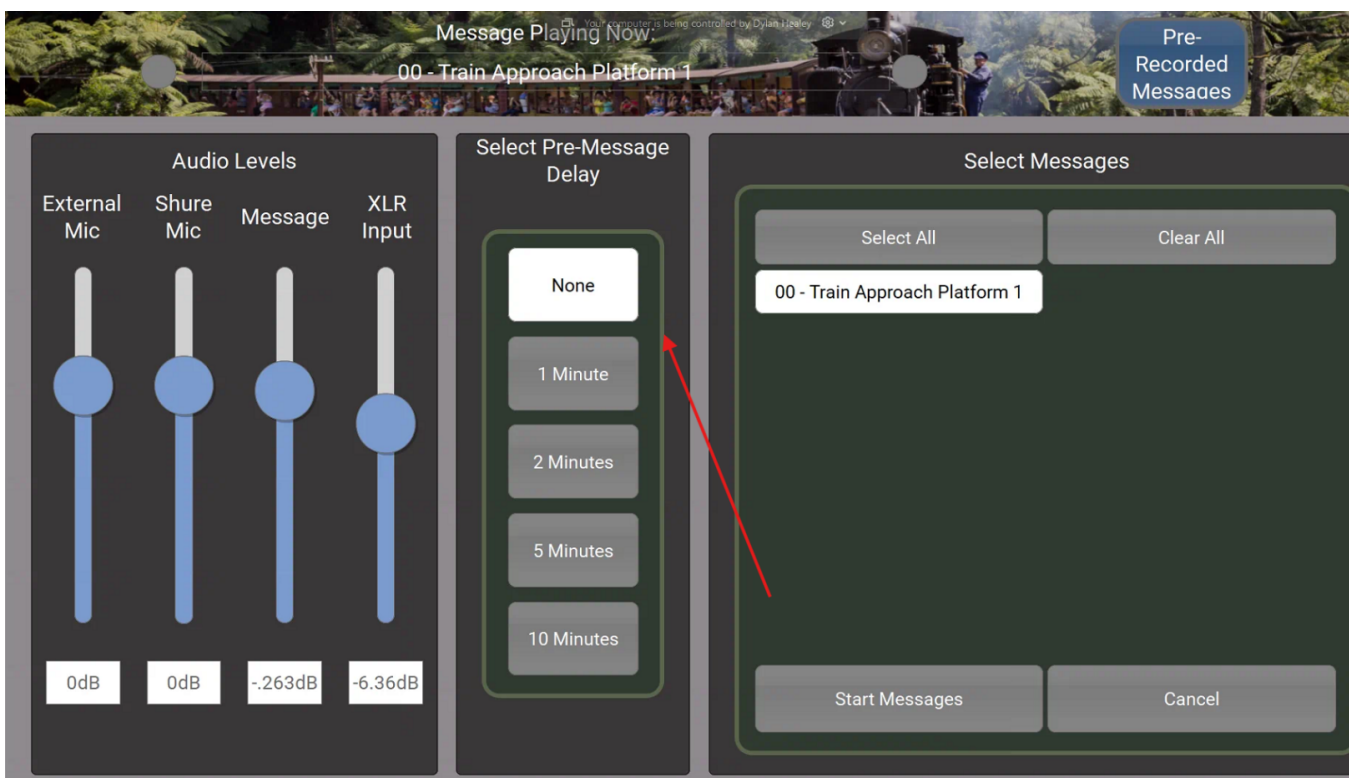 Your computer is being controlled by Dylan Healey
Message Playing Now:
00 - Train Approach Platform 1
Pre-
Recorded
Messages
Audio Levels
External
Mic
Shure
Mic
Message
XLR
Input
0dB
0dB
-.263dB
-6.36dB
Select Pre-Message
Delay
None
1 Minute
2 Minutes
5 Minutes
10 Minutes
Select Messages
Select All
Clear All
00 - Train Approach Platform 1
Start Messages
Cancel